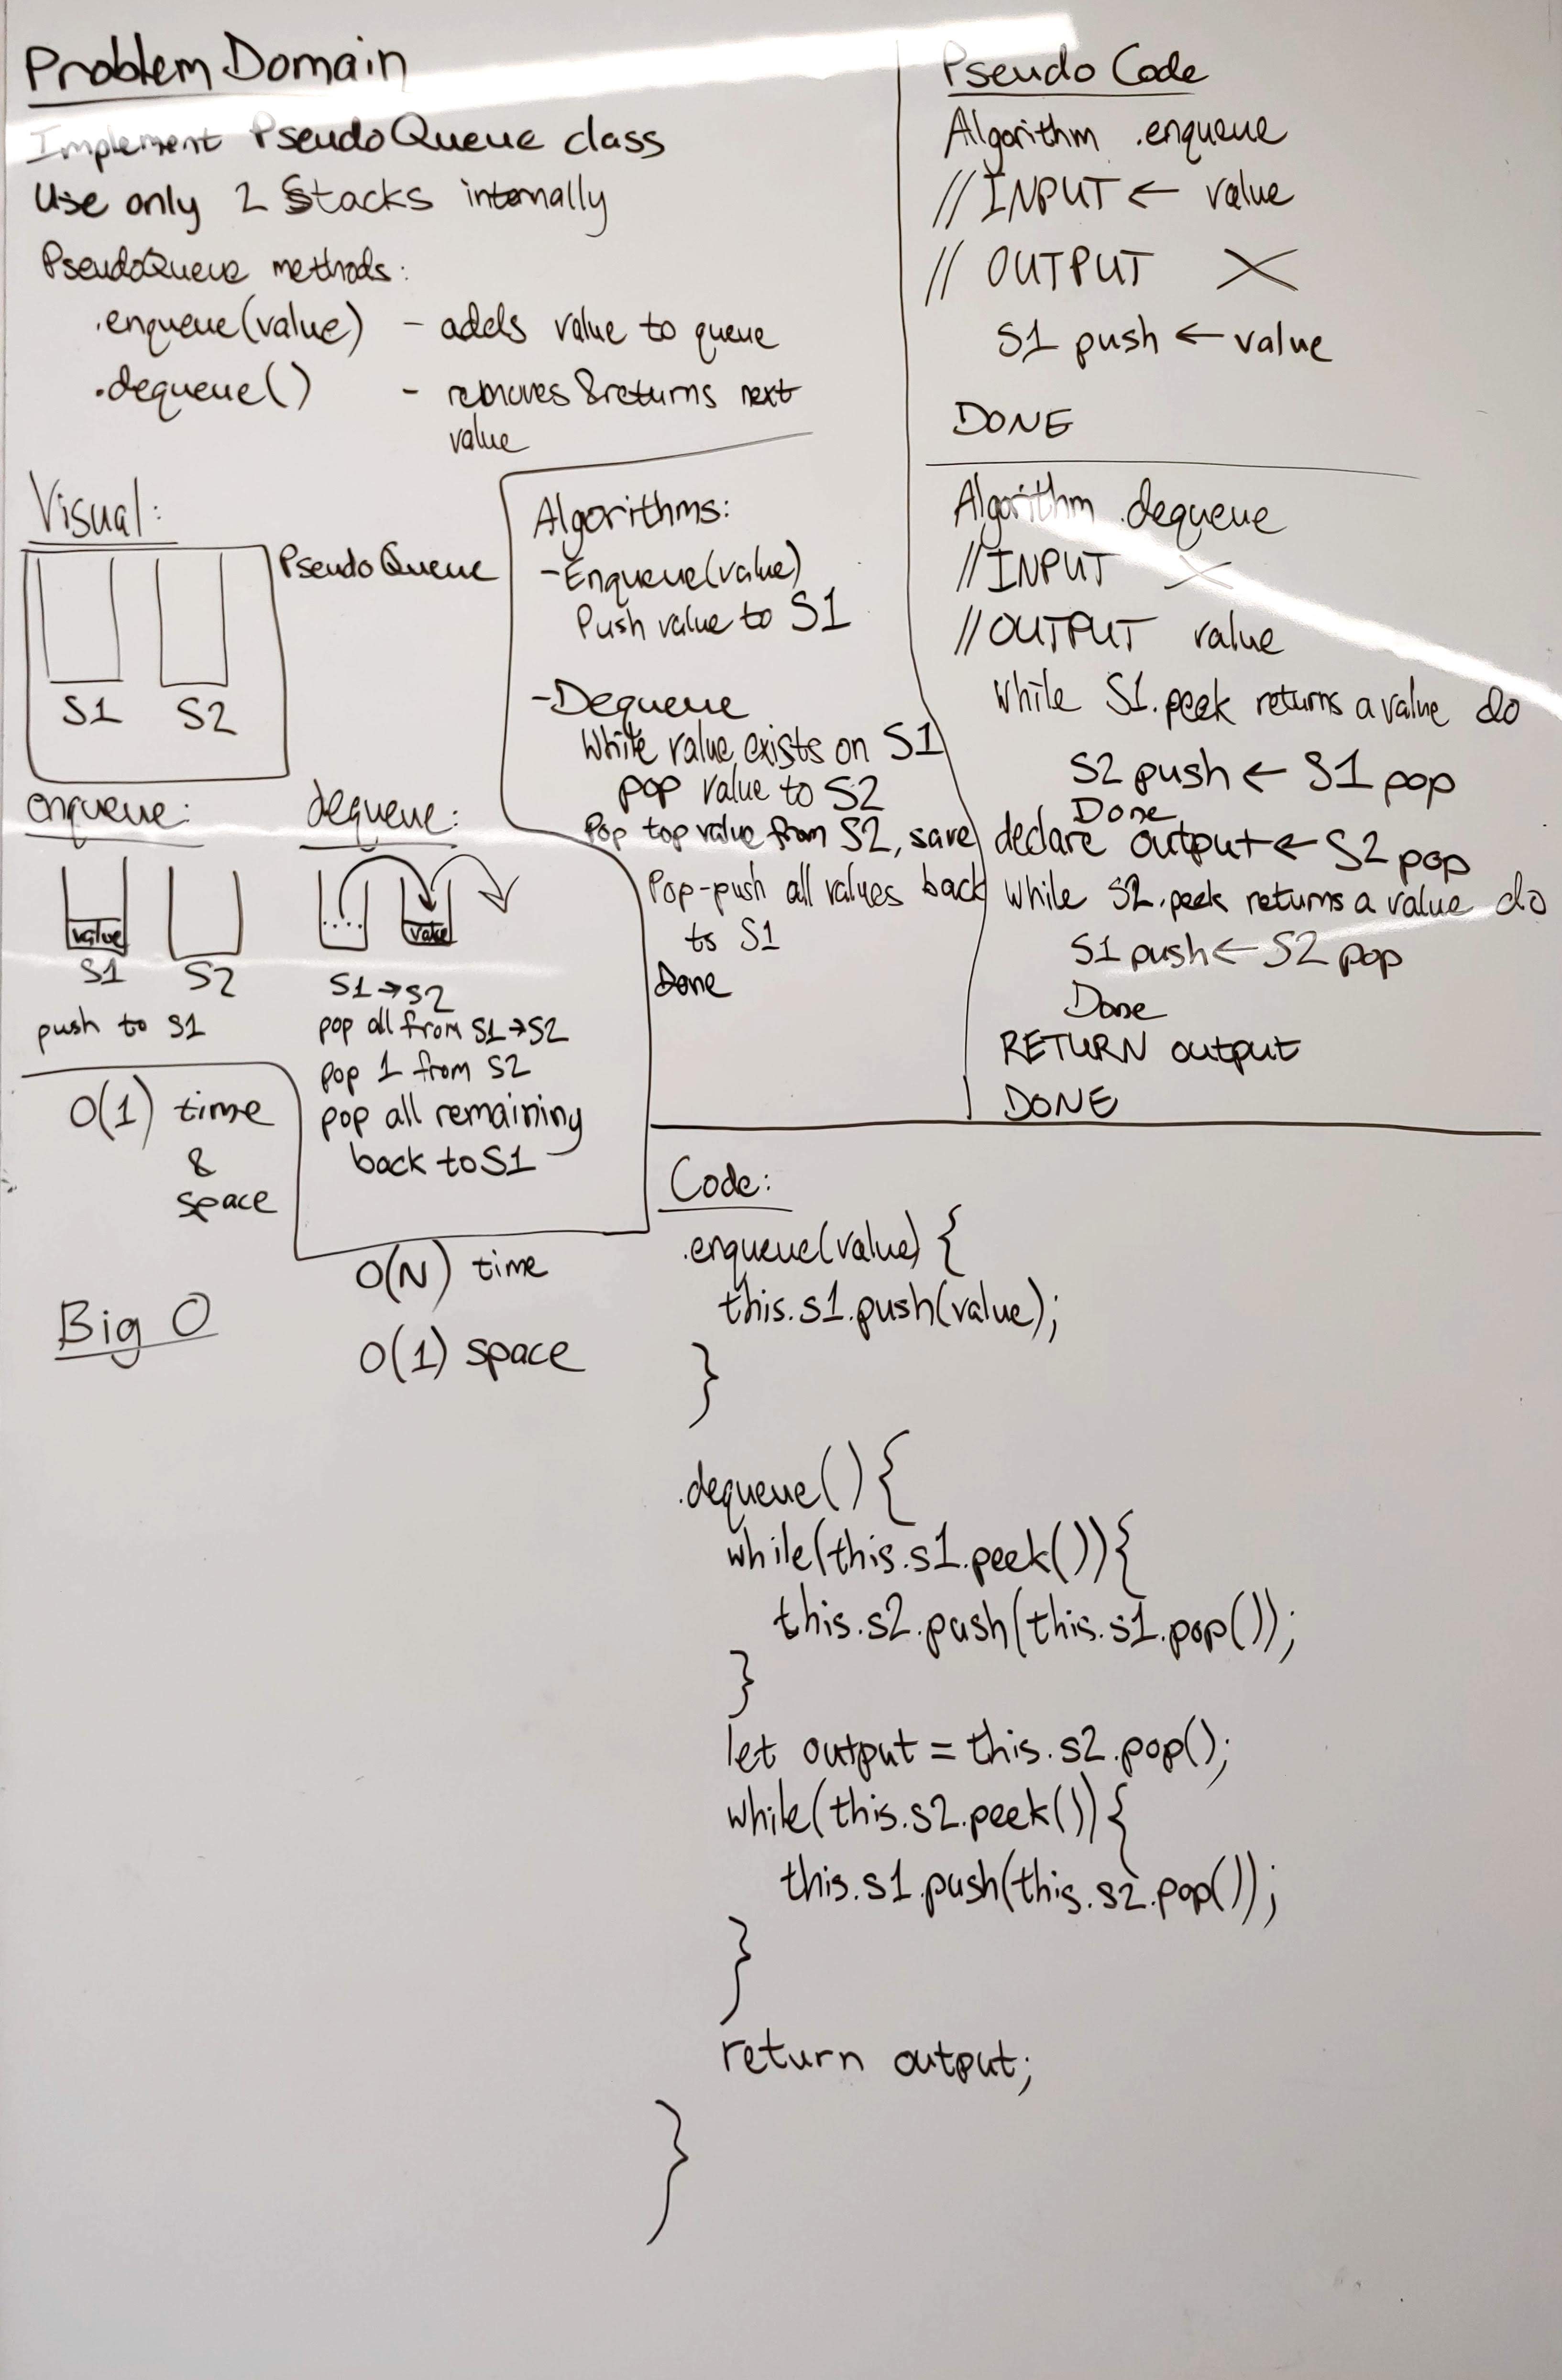 Problem Domain
Implement PseudoQueue class
Use only 2 Stacks internally
PseudoQueue methods:
.enqueue(value) - adds value to queue
.dequeue() - removes & returns next
value
Visual:
PseudoQueue
S1 S2
enqueue:
value
S1 S2
push to S1
O(1) time
&
space
dequeue:
....
value
S1→S2
pop all from S1→S2
pop 1 from S2
pop all remaining
back to S1
O(N) time
O(1) space
Big O
Algorithms:
-Enqueue(value)
Push value to S1
-Dequeue
While value exists on S1
pop value to S2
Pop top value from S2, save
Pop-push all values back
to S1
Done
Pseudo Code
Algorithm .enqueue
//INPUT ← value
// OUTPUT X
S1 push ← value
DONE
Algorithm .dequeue
//INPUT X
//OUTPUT value
While S1.peek returns a value do
S2 push ← S1 pop
Done
declare output ← S2 pop
While S2.peek returns a value do
S1 push ← S2 pop
Done
RETURN output
DONE
Code:
.enqueue(value) {
this.s1.push(value);
}
.dequeue() {
while(this.s1.peek()){
this.s2.push(this.s1.pop());
}
let output = this.s2.pop();
while(this.s2.peek()){
this.s1.push(this.s2.pop());
}
return output;
}